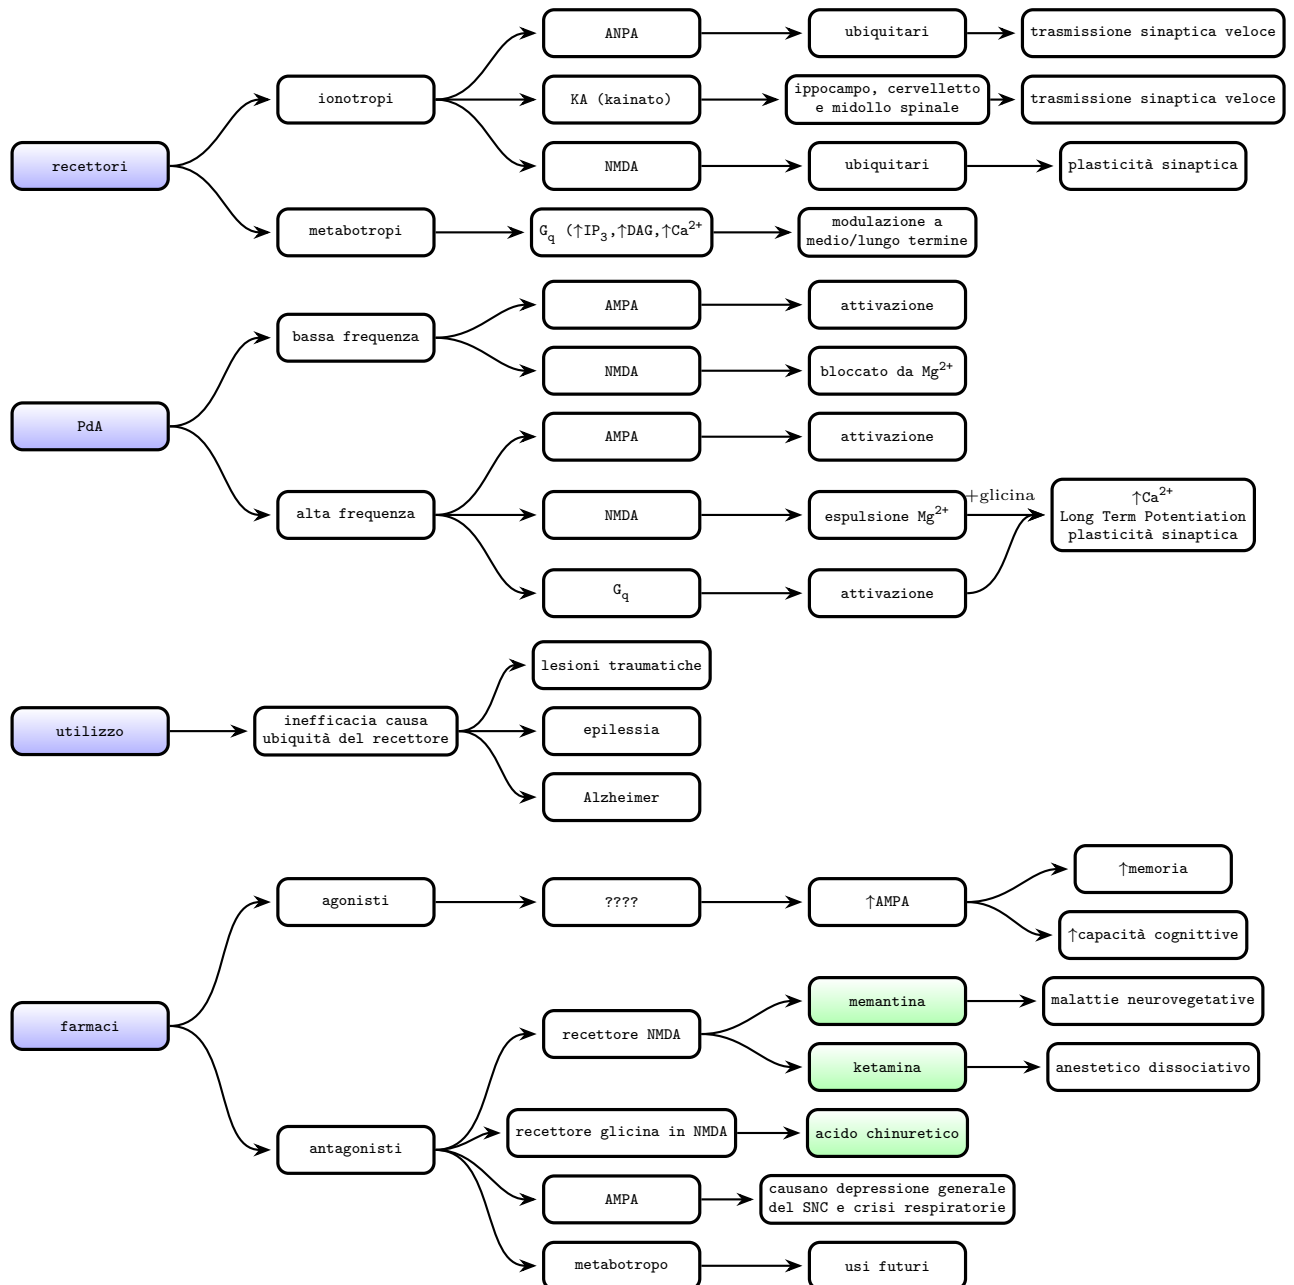 recettori
ionotropi
ANPA
ubiquitari
trasmissione sinaptica veloce
KA (kainato)
ippocampo, cervelletto
e midollo spinale
trasmissione sinaptica veloce
NMDA
ubiquitari
plasticità sinaptica
metabotropi
Gq (↑IP3,↑DAG,↑Ca2+
modulazione a
medio/lungo termine
PdA
bassa frequenza
AMPA
attivazione
NMDA
bloccato da Mg2+
alta frequenza
AMPA
attivazione
NMDA
espulsione Mg2+
+glicina
↑Ca2+
Long Term Potentiation
plasticità sinaptica
Gq
attivazione
utilizzo
inefficacia causa
ubiquità del recettore
lesioni traumatiche
epilessia
Alzheimer
farmaci
agonisti
????
↑AMPA
↑memoria
↑capacità cognittive
antagonisti
recettore NMDA
memantina
malattie neurovegetative
ketamina
anestetico dissociativo
recettore glicina in NMDA
acido chinuretico
AMPA
causano depressione generale
del SNC e crisi respiratorie
metabotropo
usi futuri